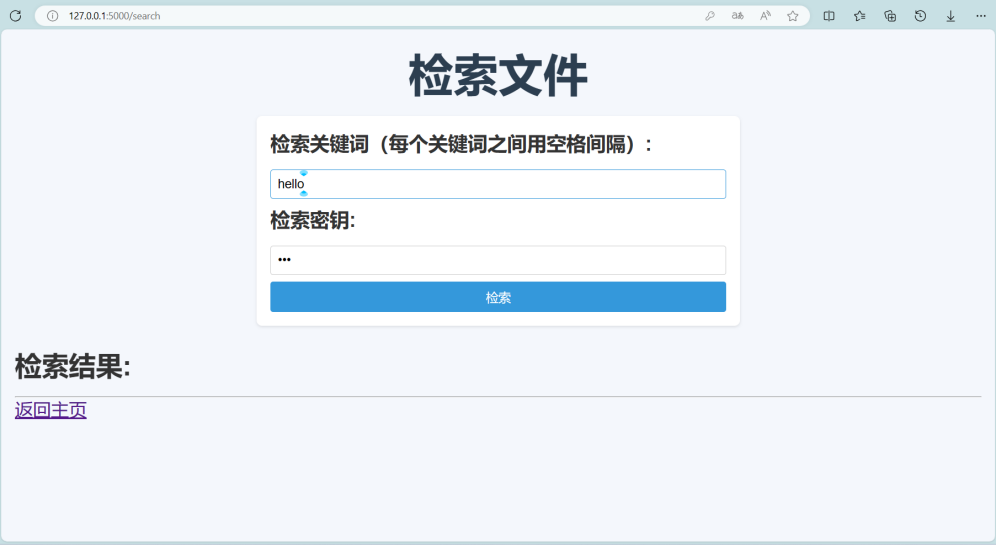 127.0.0.1:5000/search
检索文件
检索关键词（每个关键词之间用空格间隔）:
hello
检索密钥:
•••
检索
检索结果:
返回主页